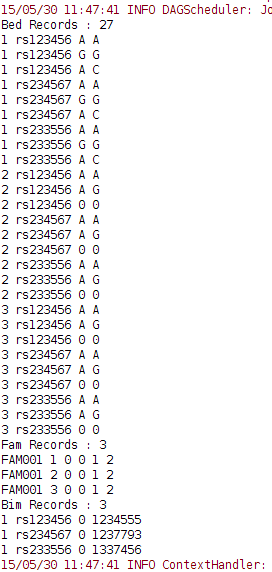 15/05/30 11:47:41 INFO DAGScheduler: Jo
Bed Records : 27
1 rs123456 A A
1 rs123456 G G
1 rs123456 A C
1 rs234567 A A
1 rs234567 G G
1 rs234567 A C
1 rs233556 A A
1 rs233556 G G
1 rs233556 A C
2 rs123456 A A
2 rs123456 A G
2 rs123456 0 0
2 rs234567 A A
2 rs234567 A G
2 rs234567 0 0
2 rs233556 A A
2 rs233556 A G
2 rs233556 0 0
3 rs123456 A A
3 rs123456 A G
3 rs123456 0 0
3 rs234567 A A
3 rs234567 A G
3 rs234567 0 0
3 rs233556 A A
3 rs233556 A G
3 rs233556 0 0
Fam Records : 3
FAM001 1 0 0 1 2
FAM001 2 0 0 1 2
FAM001 3 0 0 1 2
Bim Records : 3
1 rs123456 0 1234555
1 rs234567 0 1237793
1 rs233556 0 1337456
15/05/30 11:47:41 INFO ContextHandler: